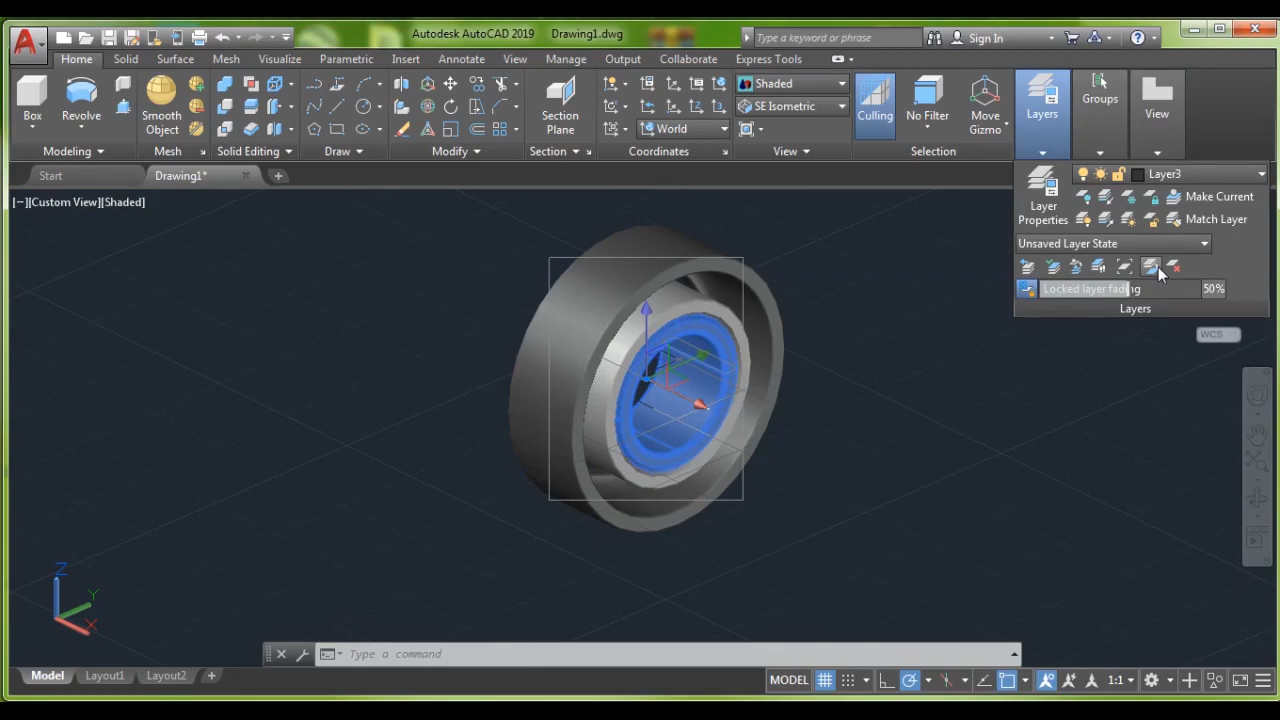 Autodesk AutoCAD 2019 Drawing1.dwg
Type a keyword or phrase
Sign In
Home Solid Surface Mesh Visualize Parametric Insert Annotate View Manage Output Collaborate Express Tools
Box
Revolve
Smooth
Object
Section
Plane
Shaded
SE Isometric
World
Culling
No Filter
Move
Gizmo
Layers
Groups
View
Modeling Mesh Solid Editing Draw Modify Section Coordinates View Selection
Start Drawing1*
Layer3
Make Current
Layer
Properties
Match Layer
Unsaved Layer State
Locked layer fading 50%
Layers
[−][Custom View][Shaded]
WCS
Z
Y
X
Type a command
Model Layout1 Layout2
MODEL 1:1